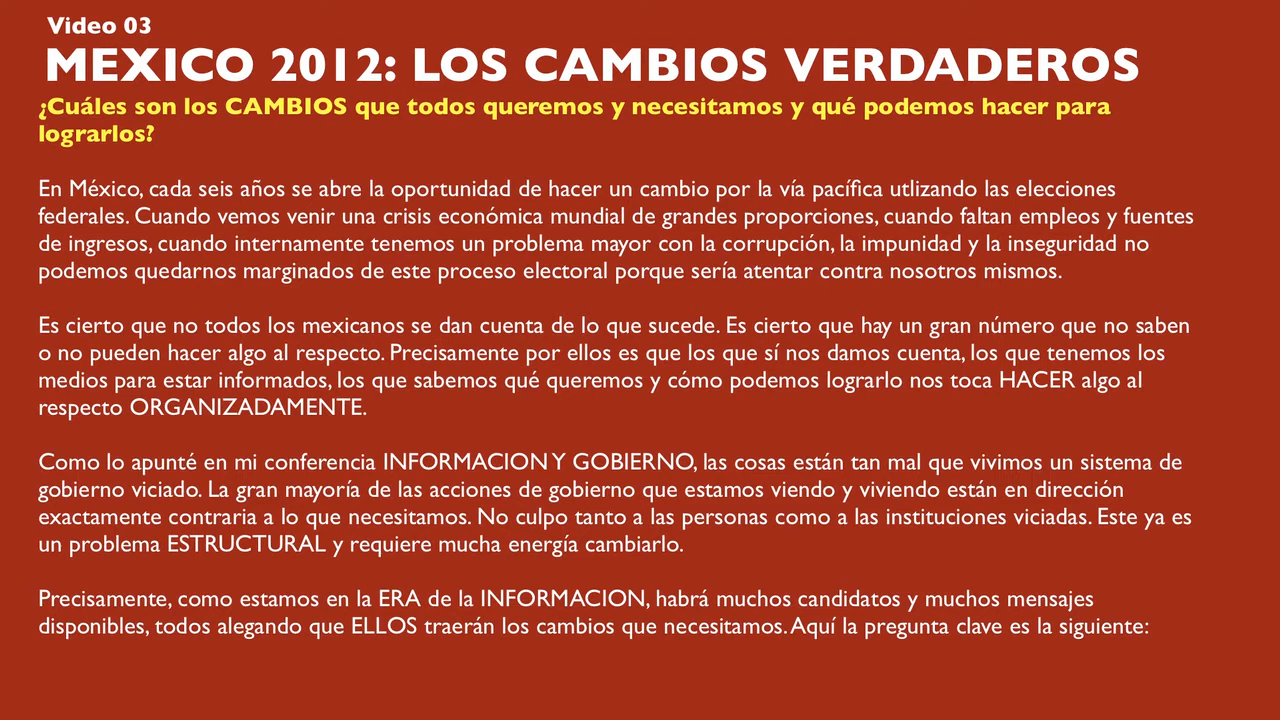 Video 03
MEXICO 2012: LOS CAMBIOS VERDADEROS
¿Cuáles son los CAMBIOS que todos queremos y necesitamos y qué podemos hacer para
lograrlos?
En México, cada seis años se abre la oportunidad de hacer un cambio por la vía pacífica utlizando las elecciones
federales. Cuando vemos venir una crisis económica mundial de grandes proporciones, cuando faltan empleos y fuentes
de ingresos, cuando internamente tenemos un problema mayor con la corrupción, la impunidad y la inseguridad no
podemos quedarnos marginados de este proceso electoral porque sería atentar contra nosotros mismos.
Es cierto que no todos los mexicanos se dan cuenta de lo que sucede. Es cierto que hay un gran número que no saben
o no pueden hacer algo al respecto. Precisamente por ellos es que los que sí nos damos cuenta, los que tenemos los
medios para estar informados, los que sabemos qué queremos y cómo podemos lograrlo nos toca HACER algo al
respecto ORGANIZADAMENTE.
Como lo apunté en mi conferencia INFORMACION Y GOBIERNO, las cosas están tan mal que vivimos un sistema de
gobierno viciado. La gran mayoría de las acciones de gobierno que estamos viendo y viviendo están en dirección
exactamente contraria a lo que necesitamos. No culpo tanto a las personas como a las instituciones viciadas. Este ya es
un problema ESTRUCTURAL y requiere mucha energía cambiarlo.
Precisamente, como estamos en la ERA de la INFORMACION, habrá muchos candidatos y muchos mensajes
disponibles, todos alegando que ELLOS traerán los cambios que necesitamos. Aquí la pregunta clave es la siguiente: